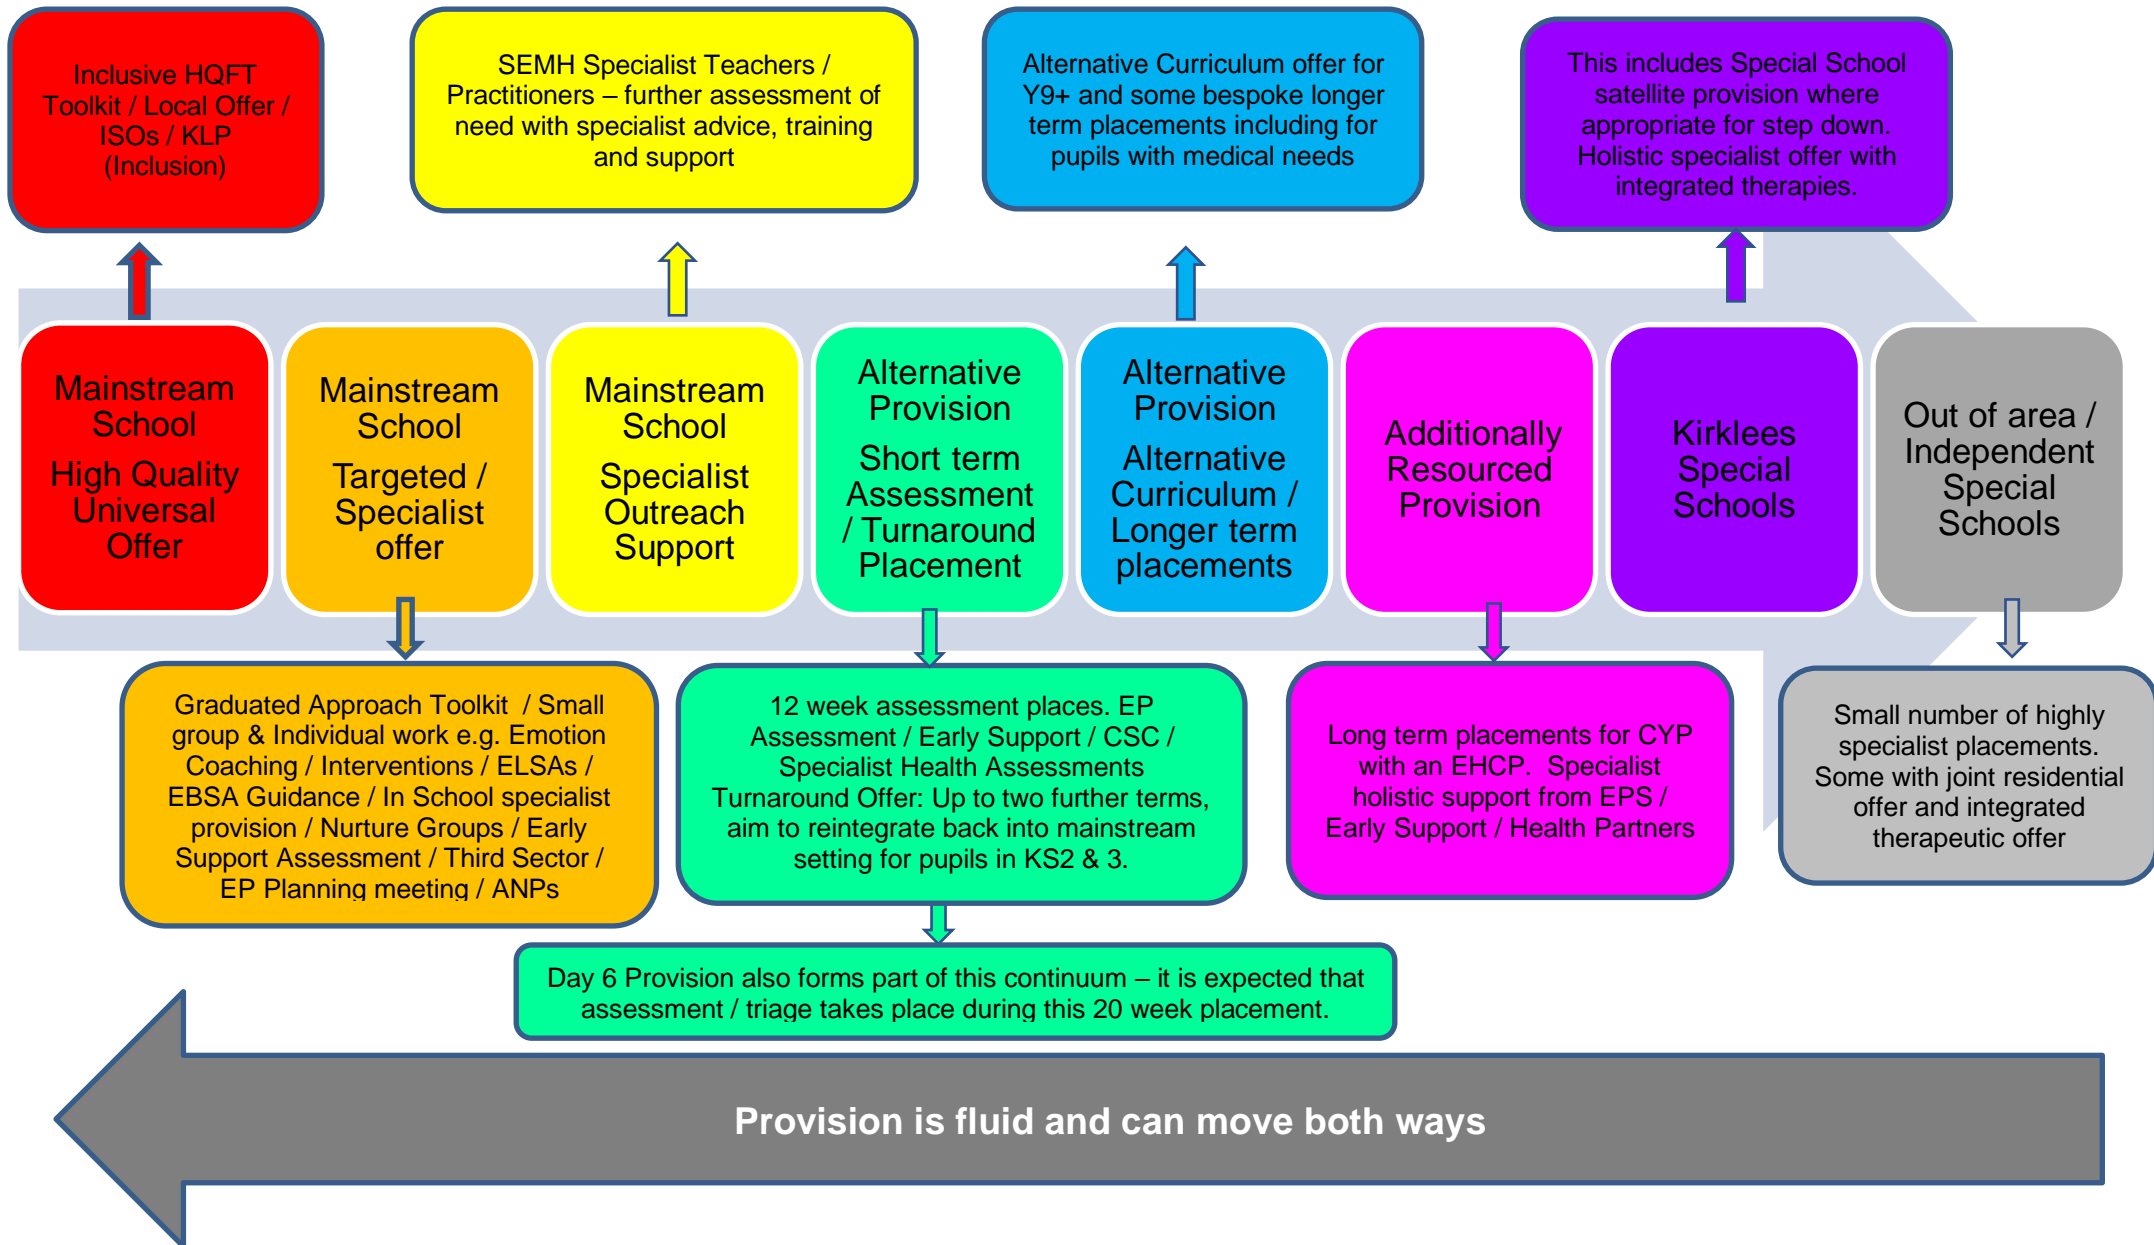 Inclusive HQFT
Toolkit / Local Offer /
ISOs / KLP
(Inclusion)
SEMH Specialist Teachers /
Practitioners – further assessment of
need with specialist advice, training
and support
Alternative Curriculum offer for
Y9+ and some bespoke longer
term placements including for
pupils with medical needs
This includes Special School
satellite provision where
appropriate for step down.
Holistic specialist offer with
integrated therapies.
Mainstream
School
High Quality
Universal
Offer
Mainstream
School
Targeted /
Specialist
offer
Mainstream
School
Specialist
Outreach
Support
Alternative
Provision
Short term
Assessment
/ Turnaround
Placement
Alternative
Provision
Alternative
Curriculum /
Longer term
placements
Additionally
Resourced
Provision
Kirklees
Special
Schools
Out of area /
Independent
Special
Schools
Graduated Approach Toolkit / Small
group & Individual work e.g. Emotion
Coaching / Interventions / ELSAs /
EBSA Guidance / In School specialist
provision / Nurture Groups / Early
Support Assessment / Third Sector /
EP Planning meeting / ANPs
12 week assessment places. EP
Assessment / Early Support / CSC /
Specialist Health Assessments
Turnaround Offer: Up to two further terms,
aim to reintegrate back into mainstream
setting for pupils in KS2 & 3.
Long term placements for CYP
with an EHCP. Specialist
holistic support from EPS /
Early Support / Health Partners
Small number of highly
specialist placements.
Some with joint residential
offer and integrated
therapeutic offer
Day 6 Provision also forms part of this continuum – it is expected that
assessment / triage takes place during this 20 week placement.
Provision is fluid and can move both ways